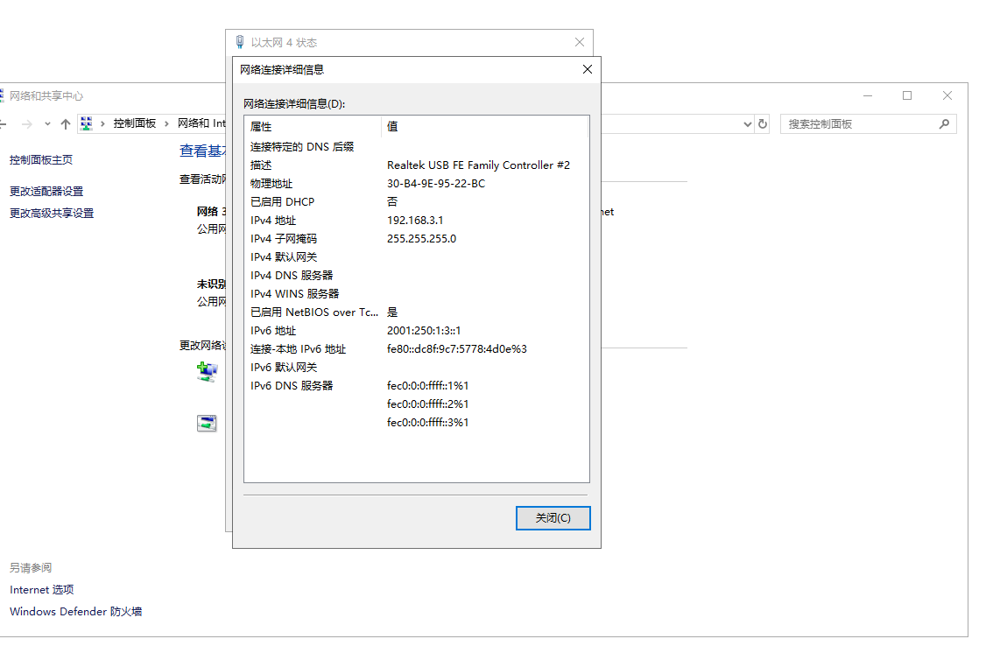 以太网 4 状态
网络连接详细信息
网络和共享中心
控制面板
网络和 Int
搜索控制面板
控制面板主页
更改适配器设置
更改高级共享设置
查看基本
查看活动网
网络 3
公用网
net
未识别
公用网
更改网络设
网络连接详细信息(D):
属性 值
连接特定的 DNS 后缀
描述 Realtek USB FE Family Controller #2
物理地址 30-B4-9E-95-22-BC
已启用 DHCP 否
IPv4 地址 192.168.3.1
IPv4 子网掩码 255.255.255.0
IPv4 默认网关
IPv4 DNS 服务器
IPv4 WINS 服务器
已启用 NetBIOS over Tc... 是
IPv6 地址 2001:250:1:3::1
连接-本地 IPv6 地址 fe80::dc8f:9c7:5778:4d0e%3
IPv6 默认网关
IPv6 DNS 服务器 fec0:0:0:ffff::1%1
fec0:0:0:ffff::2%1
fec0:0:0:ffff::3%1
关闭(C)
另请参阅
Internet 选项
Windows Defender 防火墙